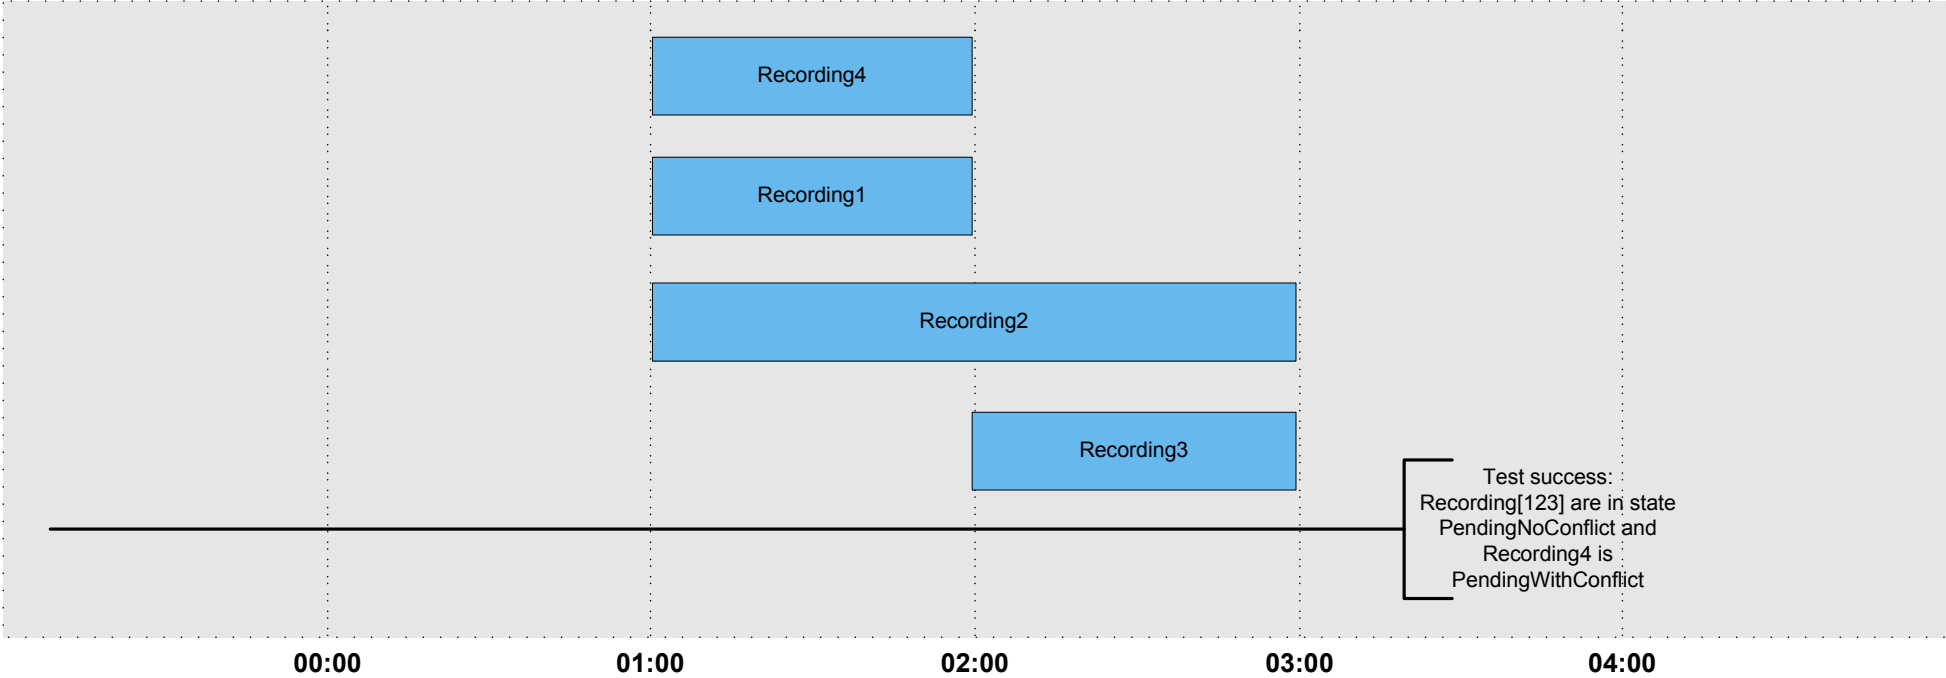 Recording4
Recording1
Recording2
Recording3
Test success:
Recording[123] are in state
PendingNoConflict and
Recording4 is
PendingWithConflict
00:00
01:00
02:00
03:00
04:00